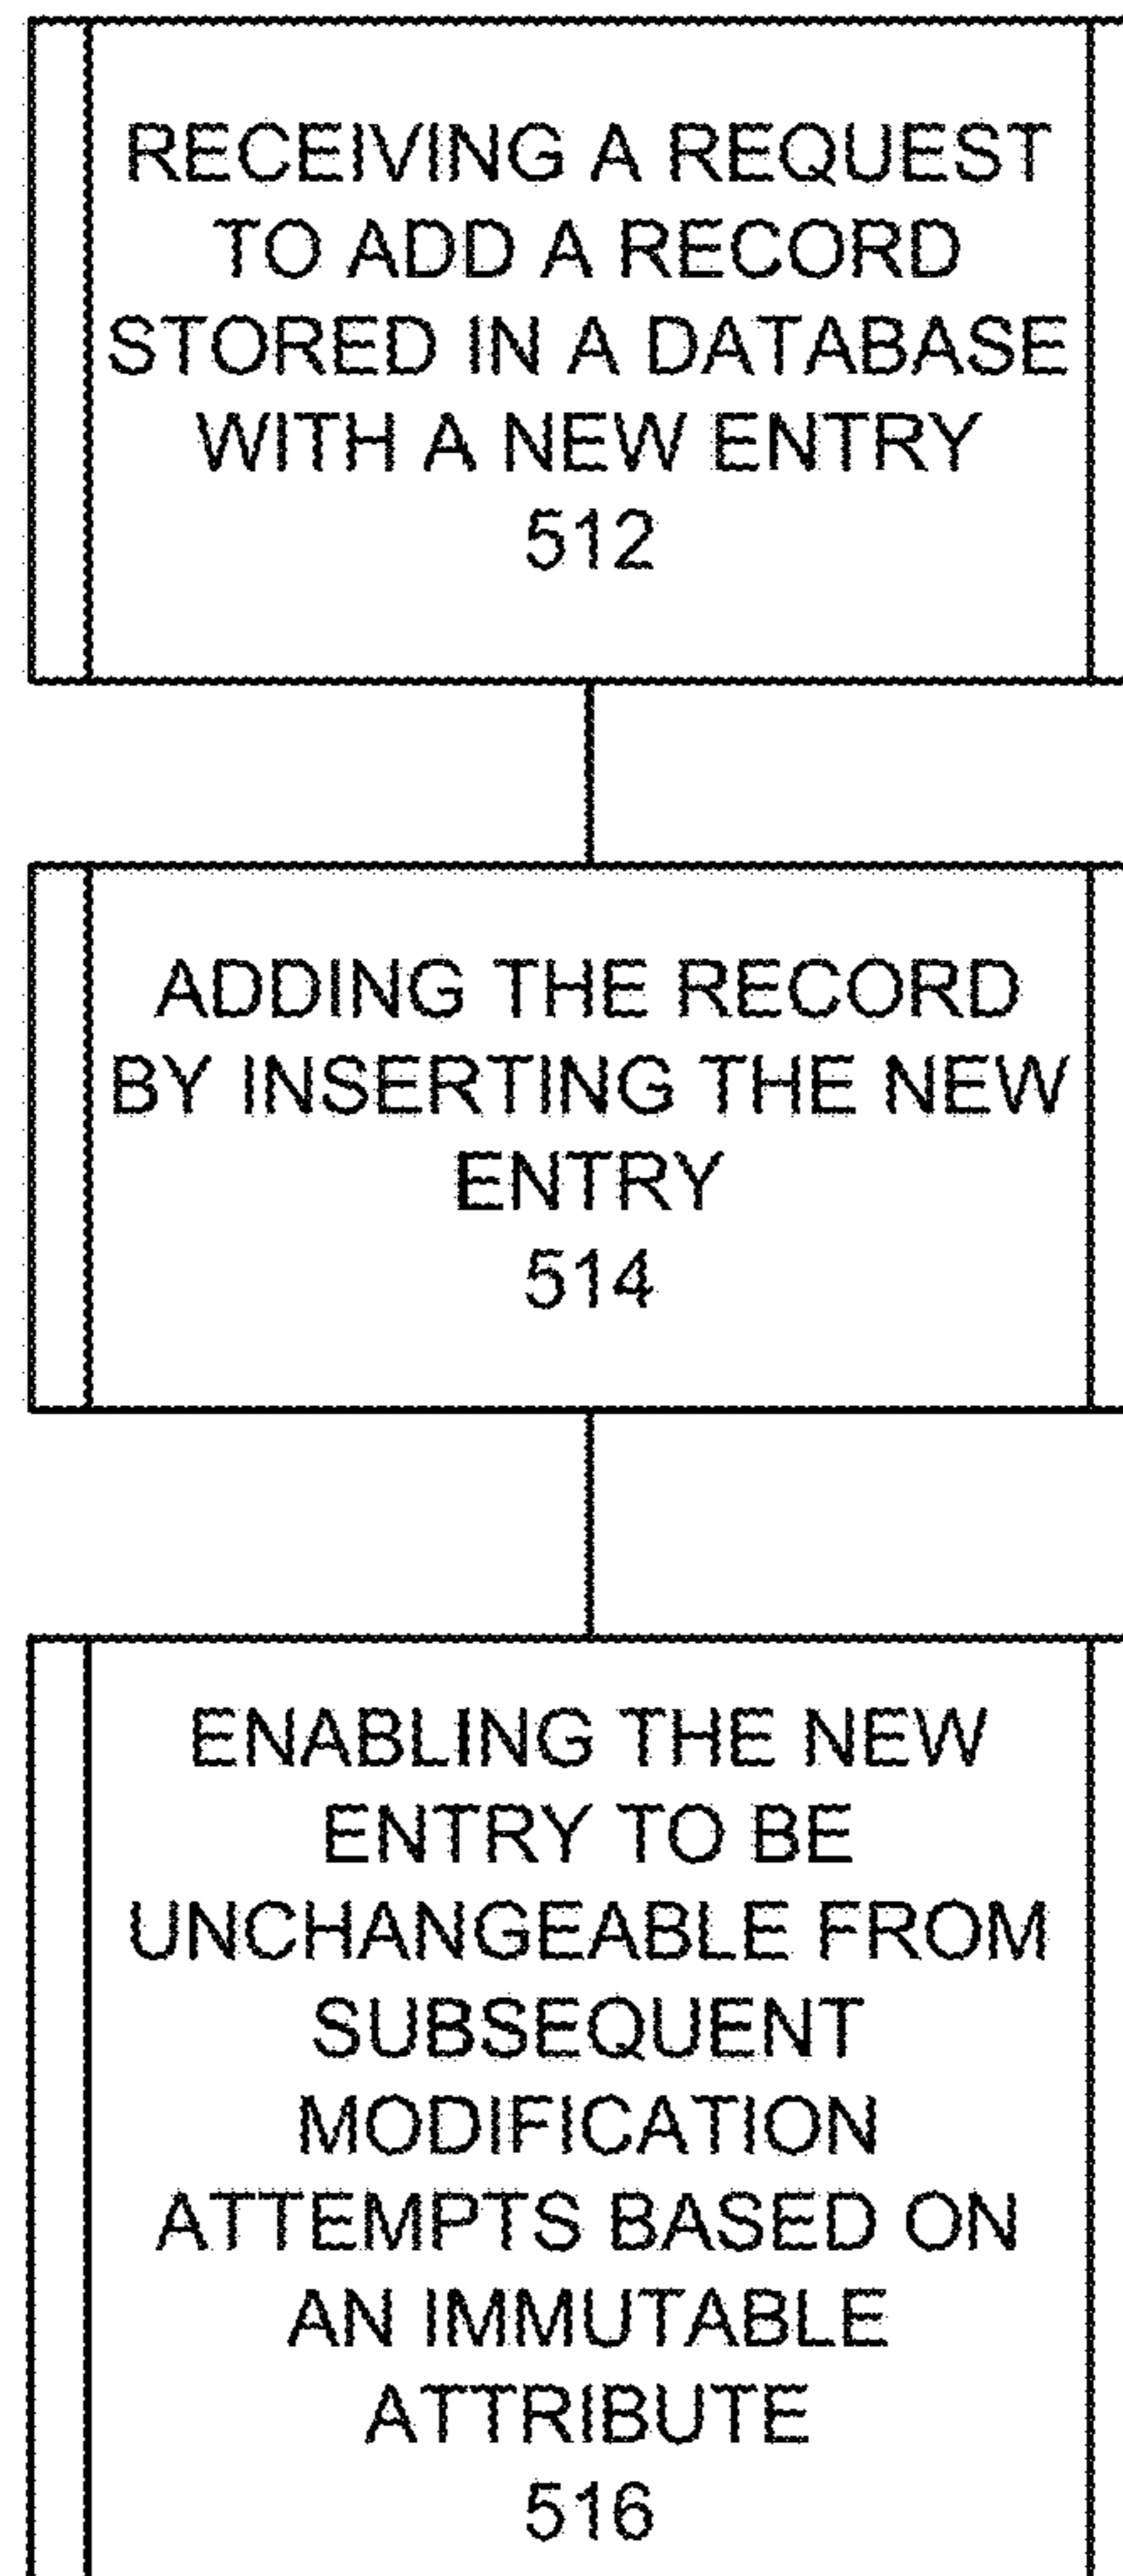 RECEIVING A REQUEST
TO ADD A RECORD
STORED IN A DATABASE
WITH A NEW ENTRY
512
ADDING THE RECORD
BY INSERTING THE NEW
ENTRY
514
ENABLING THE NEW
ENTRY TO BE
UNCHANGEABLE FROM
SUBSEQUENT
MODIFICATION
ATTEMPTS BASED ON
AN IMMUTABLE
ATTRIBUTE
516